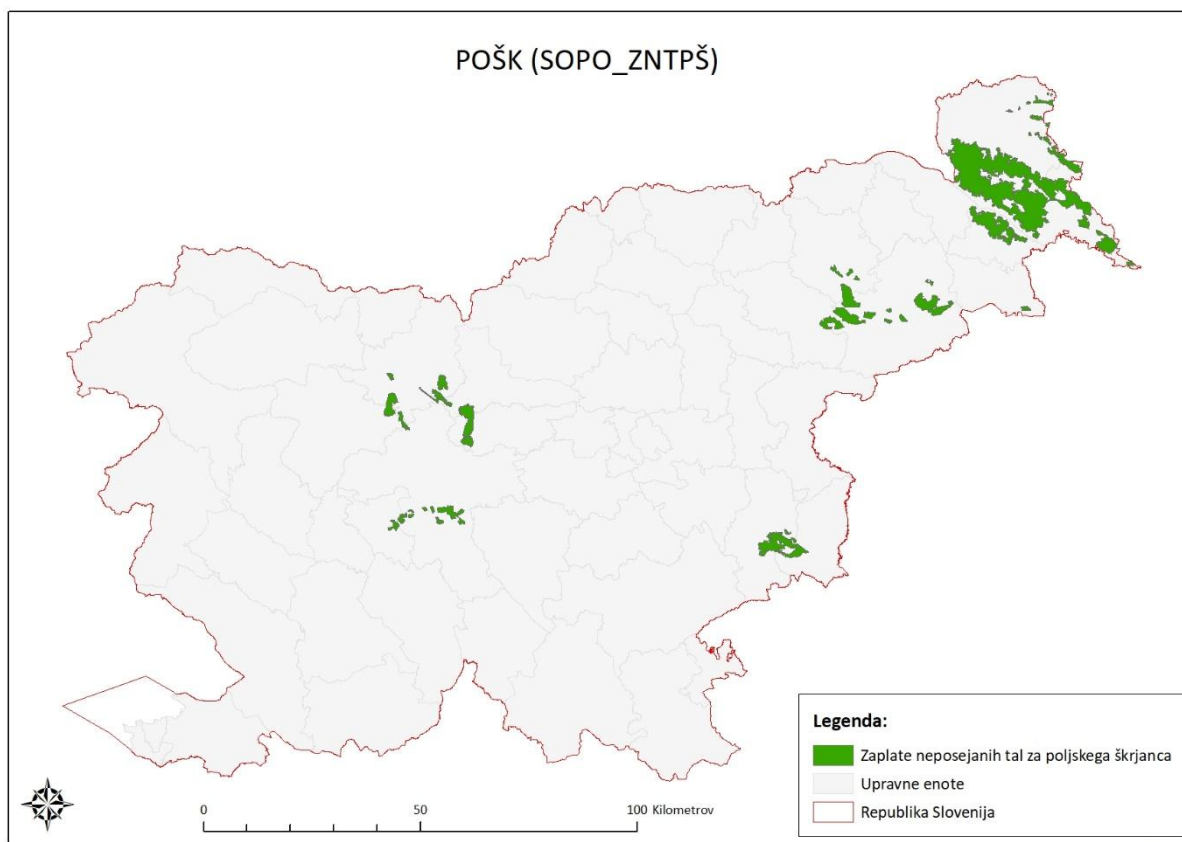 POŠK (SOPO_ZNTPŠ)
Legenda:
Zaplate neposejanih tal za poljskega škrjanca
Upravne enote
Republika Slovenija
0 50 100 Kilometrov